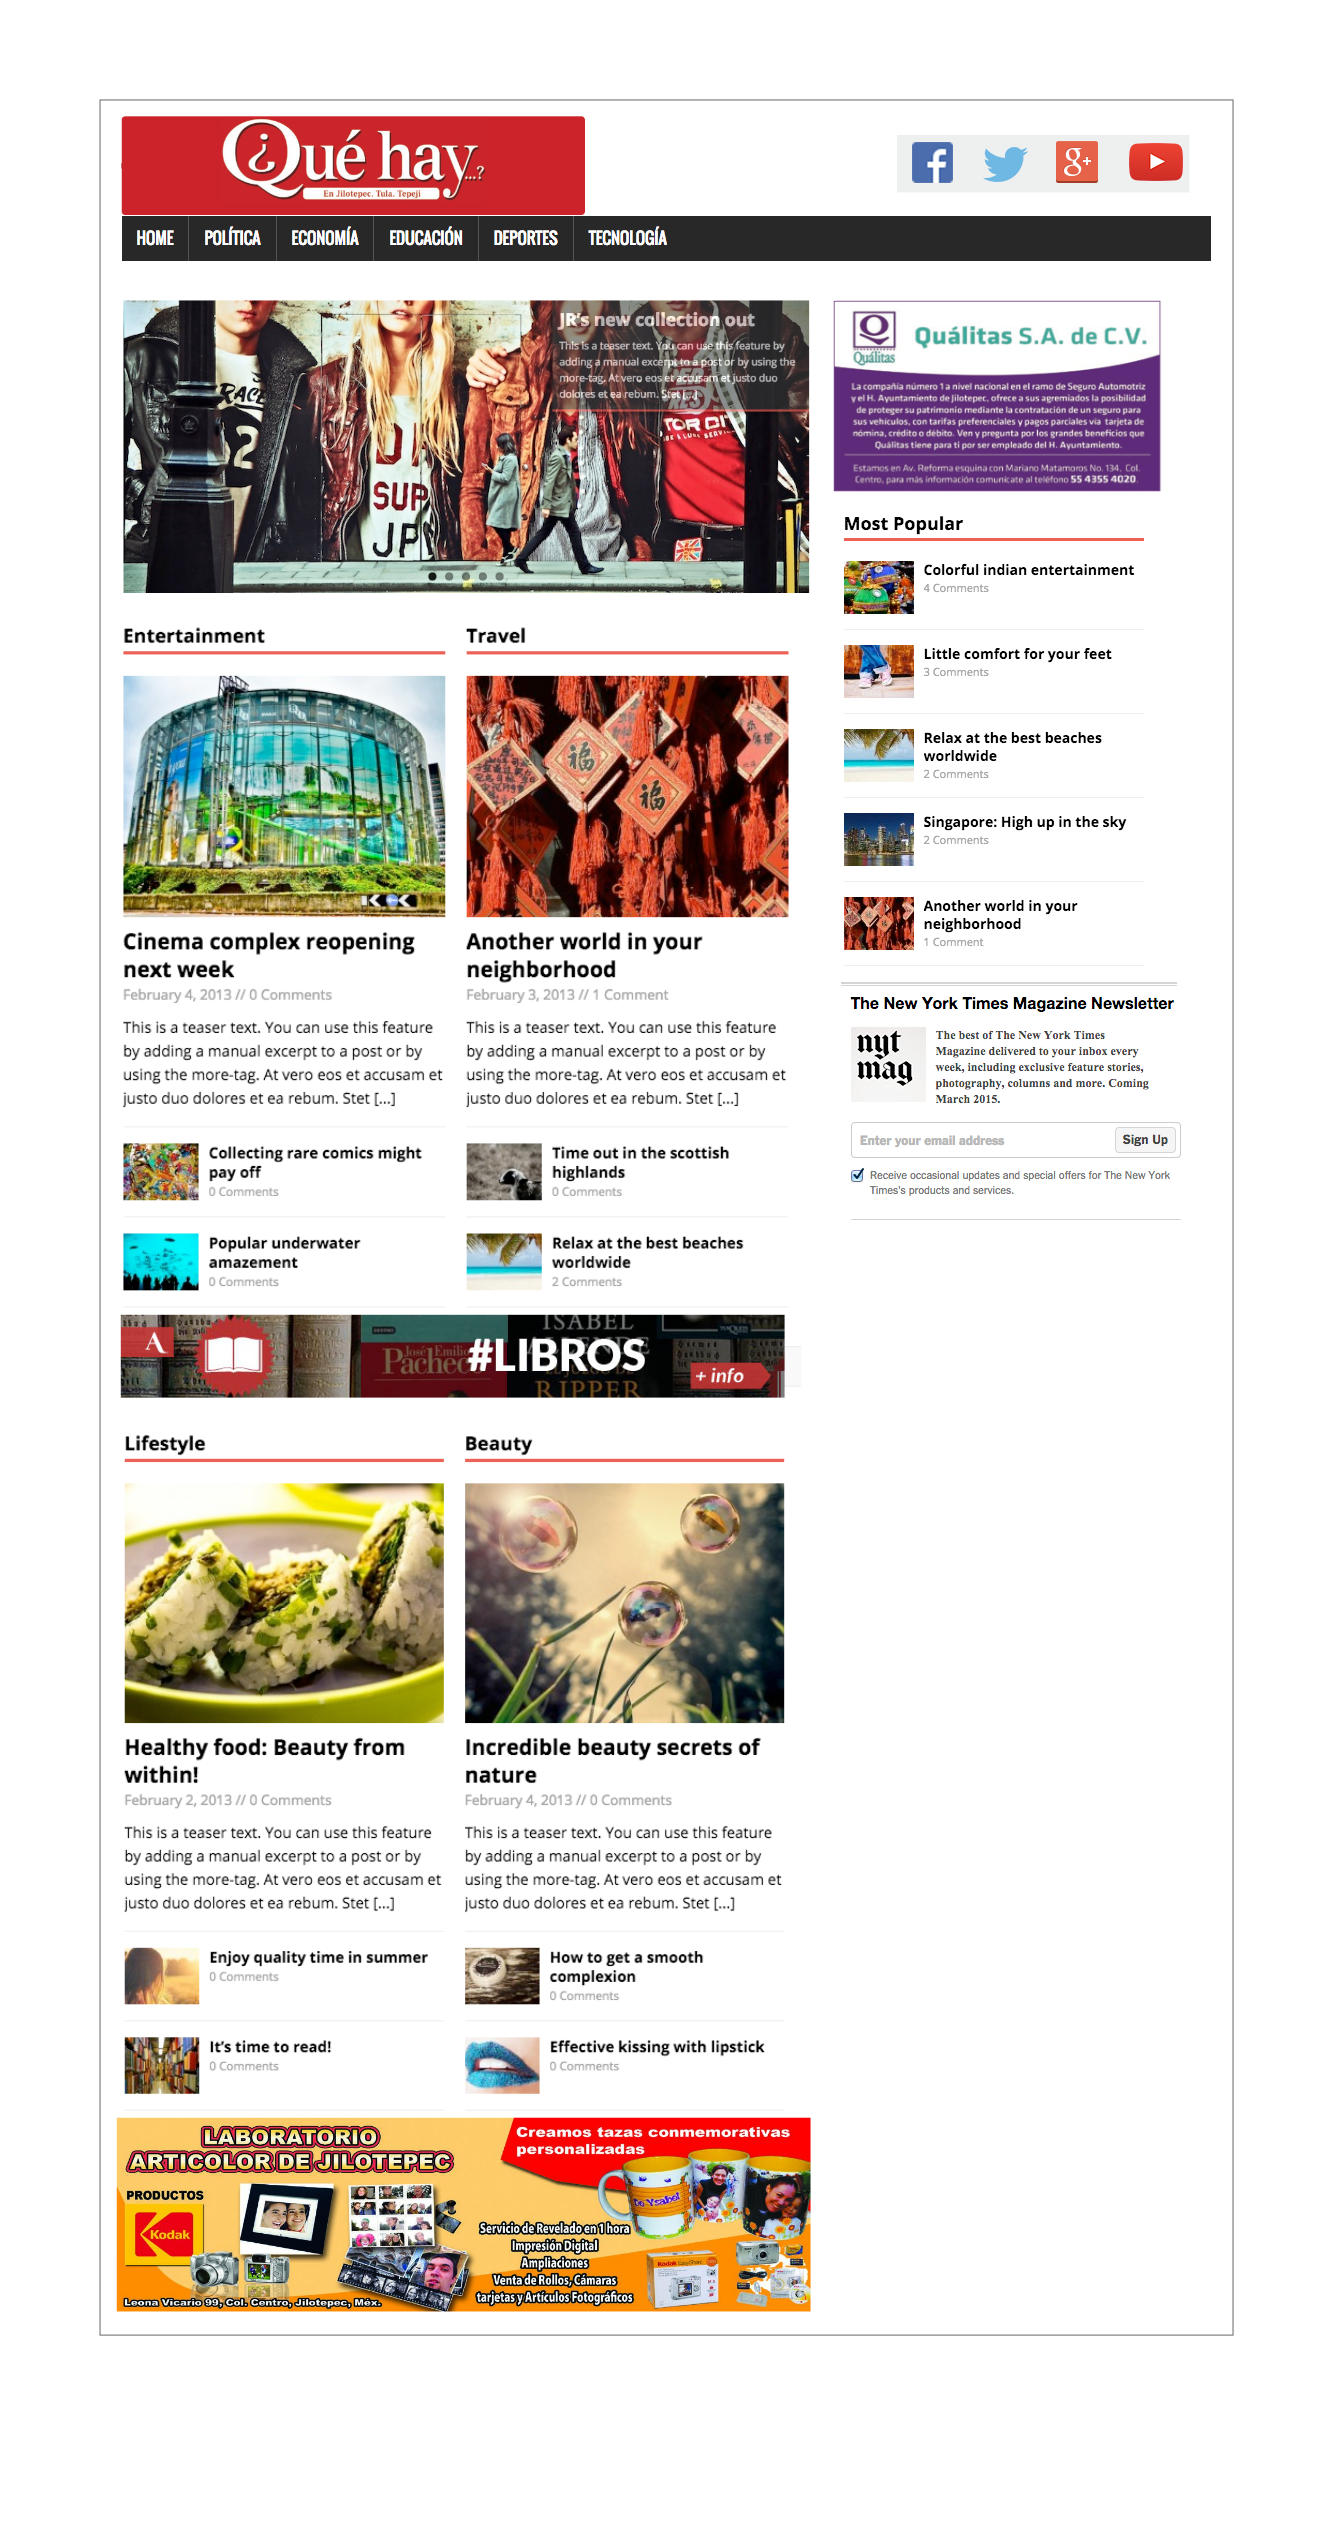 ¿Qué hay...?
En Jilotepec. Tula. Tepeji
HOME POLÍTICA ECONOMÍA EDUCACIÓN DEPORTES TECNOLOGÍA
JR's new collection out
This is a teaser text. You can use this feature by
adding a manual excerpt to a post or by using the
more-tag. At vero eos et accusam et justo duo
dolores et ea rebum. Stet [...]
RACE
SUP
JP
Quálitas
Quálitas S.A. de C.V.
La compañía número 1 a nivel nacional en el ramo de Seguro Automotriz
y el H. Ayuntamiento de Jilotepec, ofrece a sus agremiados la posibilidad
de proteger su patrimonio mediante la contratación de un seguro para
sus vehículos, con tarifas preferenciales y pagos parciales vía tarjeta de
nómina, crédito o débito. Ven y pregunta por los grandes beneficios que
Quálitas tiene para ti por ser empleado del H. Ayuntamiento.
Estamos en Av. Reforma esquina con Mariano Matamoros No. 134, Col.
Centro, para más información comunícate al teléfono 55 4355 4020.
Most Popular
Colorful indian entertainment
4 Comments
Little comfort for your feet
3 Comments
Relax at the best beaches
worldwide
2 Comments
Singapore: High up in the sky
2 Comments
Another world in your
neighborhood
1 Comment
The New York Times Magazine Newsletter
nyt
mag
The best of The New York Times
Magazine delivered to your inbox every
week, including exclusive feature stories,
photography, columns and more. Coming
March 2015.
Enter your email address
Sign Up
Receive occasional updates and special offers for The New York
Times's products and services.
Entertainment
Cinema complex reopening
next week
February 4, 2013 // 0 Comments
This is a teaser text. You can use this feature
by adding a manual excerpt to a post or by
using the more-tag. At vero eos et accusam et
justo duo dolores et ea rebum. Stet [...]
Collecting rare comics might
pay off
0 Comments
Popular underwater
amazement
0 Comments
Travel
福
福
Another world in your
neighborhood
February 3, 2013 // 1 Comment
This is a teaser text. You can use this feature
by adding a manual excerpt to a post or by
using the more-tag. At vero eos et accusam et
justo duo dolores et ea rebum. Stet [...]
Time out in the scottish
highlands
0 Comments
Relax at the best beaches
worldwide
2 Comments
A
José Emilio
Pacheco
ISABEL
RIPPER
#LIBROS
+ info
Lifestyle
Healthy food: Beauty from
within!
February 2, 2013 // 0 Comments
This is a teaser text. You can use this feature
by adding a manual excerpt to a post or by
using the more-tag. At vero eos et accusam et
justo duo dolores et ea rebum. Stet [...]
Enjoy quality time in summer
0 Comments
It's time to read!
0 Comments
Beauty
Incredible beauty secrets of
nature
February 4, 2013 // 0 Comments
This is a teaser text. You can use this feature
by adding a manual excerpt to a post or by
using the more-tag. At vero eos et accusam et
justo duo dolores et ea rebum. Stet [...]
How to get a smooth
complexion
0 Comments
Effective kissing with lipstick
0 Comments
LABORATORIO
ARTICOLOR DE JILOTEPEC
PRODUCTOS
Kodak
Leona Vicario 99, Col. Centro, Jilotepec, Méx.
Creamos tazas conmemorativas
personalizadas
Servicio de Revelado en 1 hora
Impresión Digital
Ampliaciones
Venta de Rollos, Cámaras
tarjetas y Artículos Fotográficos